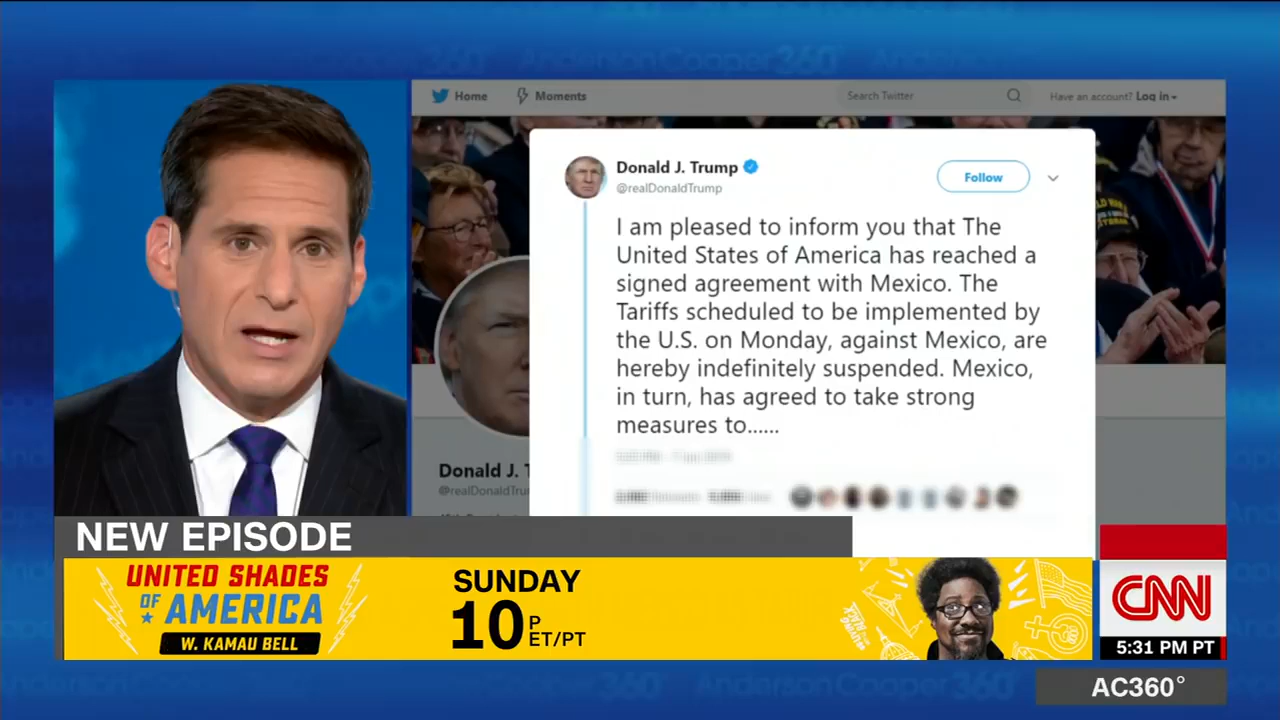 AndersonCooper360°
Home
Moments
Search Twitter
Have an account? Log in
Donald J. Trump
@realDonaldTrump
Follow
I am pleased to inform you that The
United States of America has reached a
signed agreement with Mexico. The
Tariffs scheduled to be implemented by
the U.S. on Monday, against Mexico, are
hereby indefinitely suspended. Mexico,
in turn, has agreed to take strong
measures to......
Donald J. T
@realDonaldTru
NEW EPISODE
UNITED SHADES
OF AMERICA
W. KAMAU BELL
SUNDAY
10 P
ET/PT
CNN
5:31 PM PT
AndersonCooper360°
AC360°